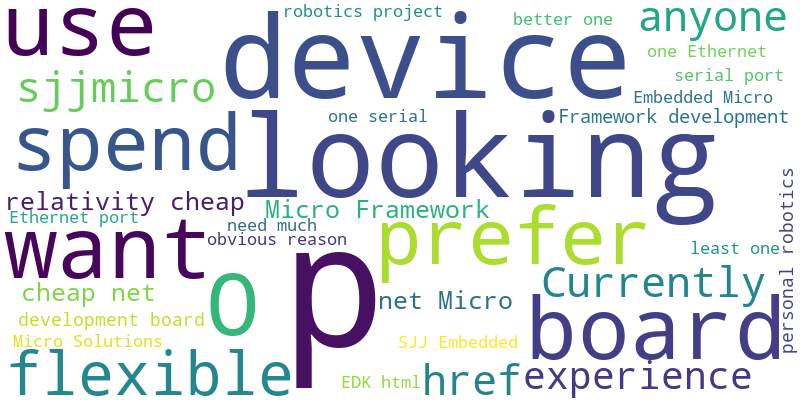 use
robotics project
better one
anyone
device
one Ethernet
sjjmicro
serial port
Embedded Micro
spend
looking
one serial
Framework development
relativity cheap
Micro Framework
personal robotics
Ethernet port
want
need much
prefer
obvious reason
least one
o
p
cheap net
net Micro
Currently
development board
board
Micro Solutions
SJJ Embedded
flexible
EDK html
href
experience